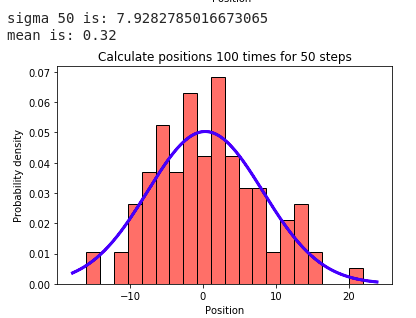 Position
sigma 50 is: 7.9282785016673065
mean is: 0.32
Calculate positions 100 times for 50 steps
0.07
0.06
0.05
0.04
0.03
0.02
0.01
0.00
Probability density
−10
0
10
20
Position